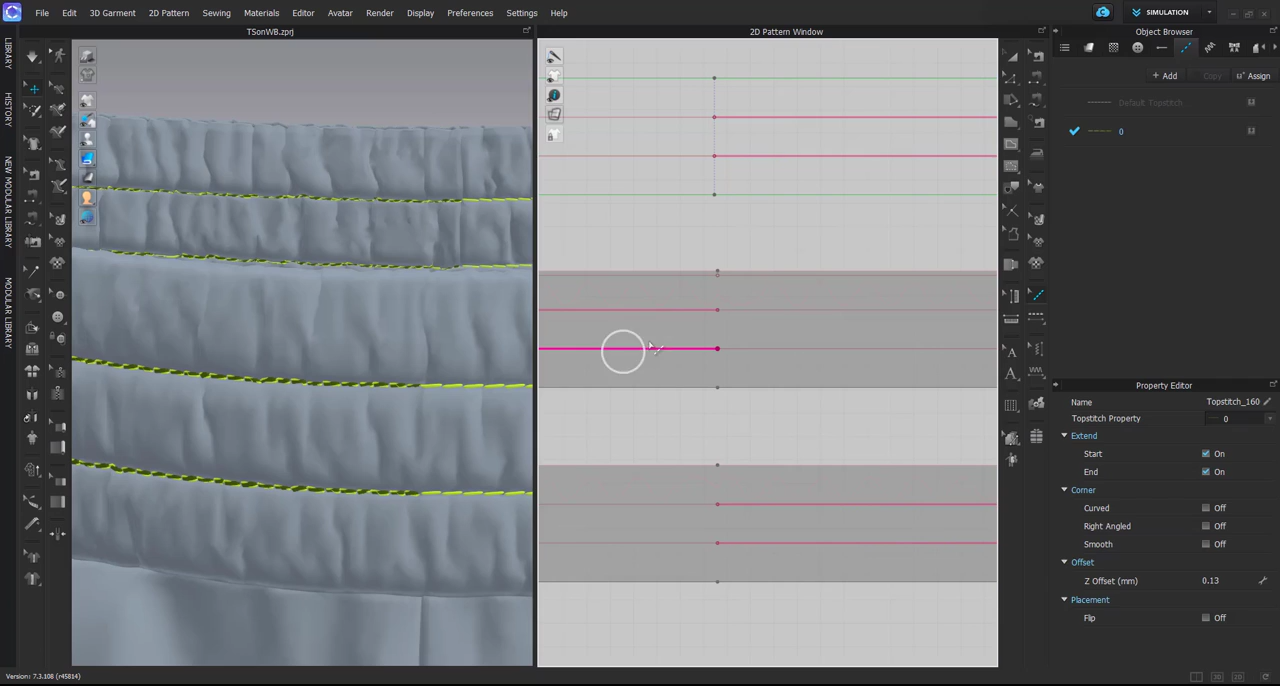 File Edit 3D Garment 2D Pattern Sewing Materials Editor Avatar Render Display Preferences Settings Help
SIMULATION
TSonWB.zprj
2D Pattern Window
Object Browser
LIBRARY
HISTORY
NEW MODULAR LIBRARY
MODULAR LIBRARY
+ Add Copy Assign
Default Topstitch
0
Property Editor
Name Topstitch_160
Topstitch Property 0
Extend
Start On
End On
Corner
Curved Off
Right Angled Off
Smooth Off
Offset
Z Offset (mm) 0.13
Placement
Flip Off
Version: 7.3.108 (r45814)
3D 2D